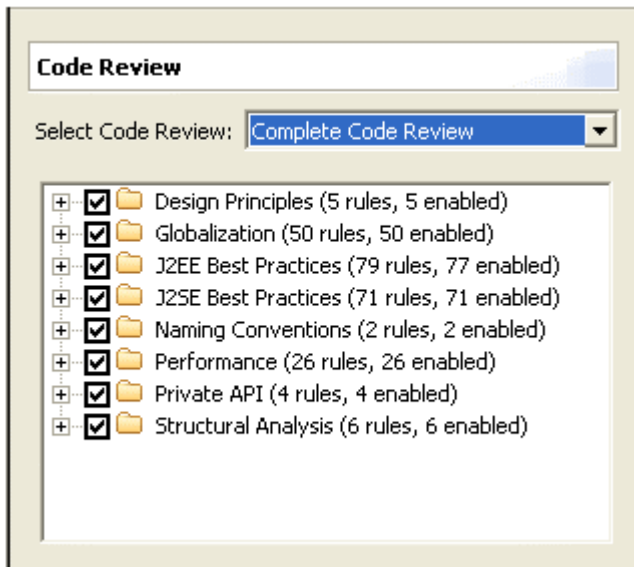 Code Review
Select Code Review: Complete Code Review
Design Principles (5 rules, 5 enabled)
Globalization (50 rules, 50 enabled)
J2EE Best Practices (79 rules, 77 enabled)
J2SE Best Practices (71 rules, 71 enabled)
Naming Conventions (2 rules, 2 enabled)
Performance (26 rules, 26 enabled)
Private API (4 rules, 4 enabled)
Structural Analysis (6 rules, 6 enabled)